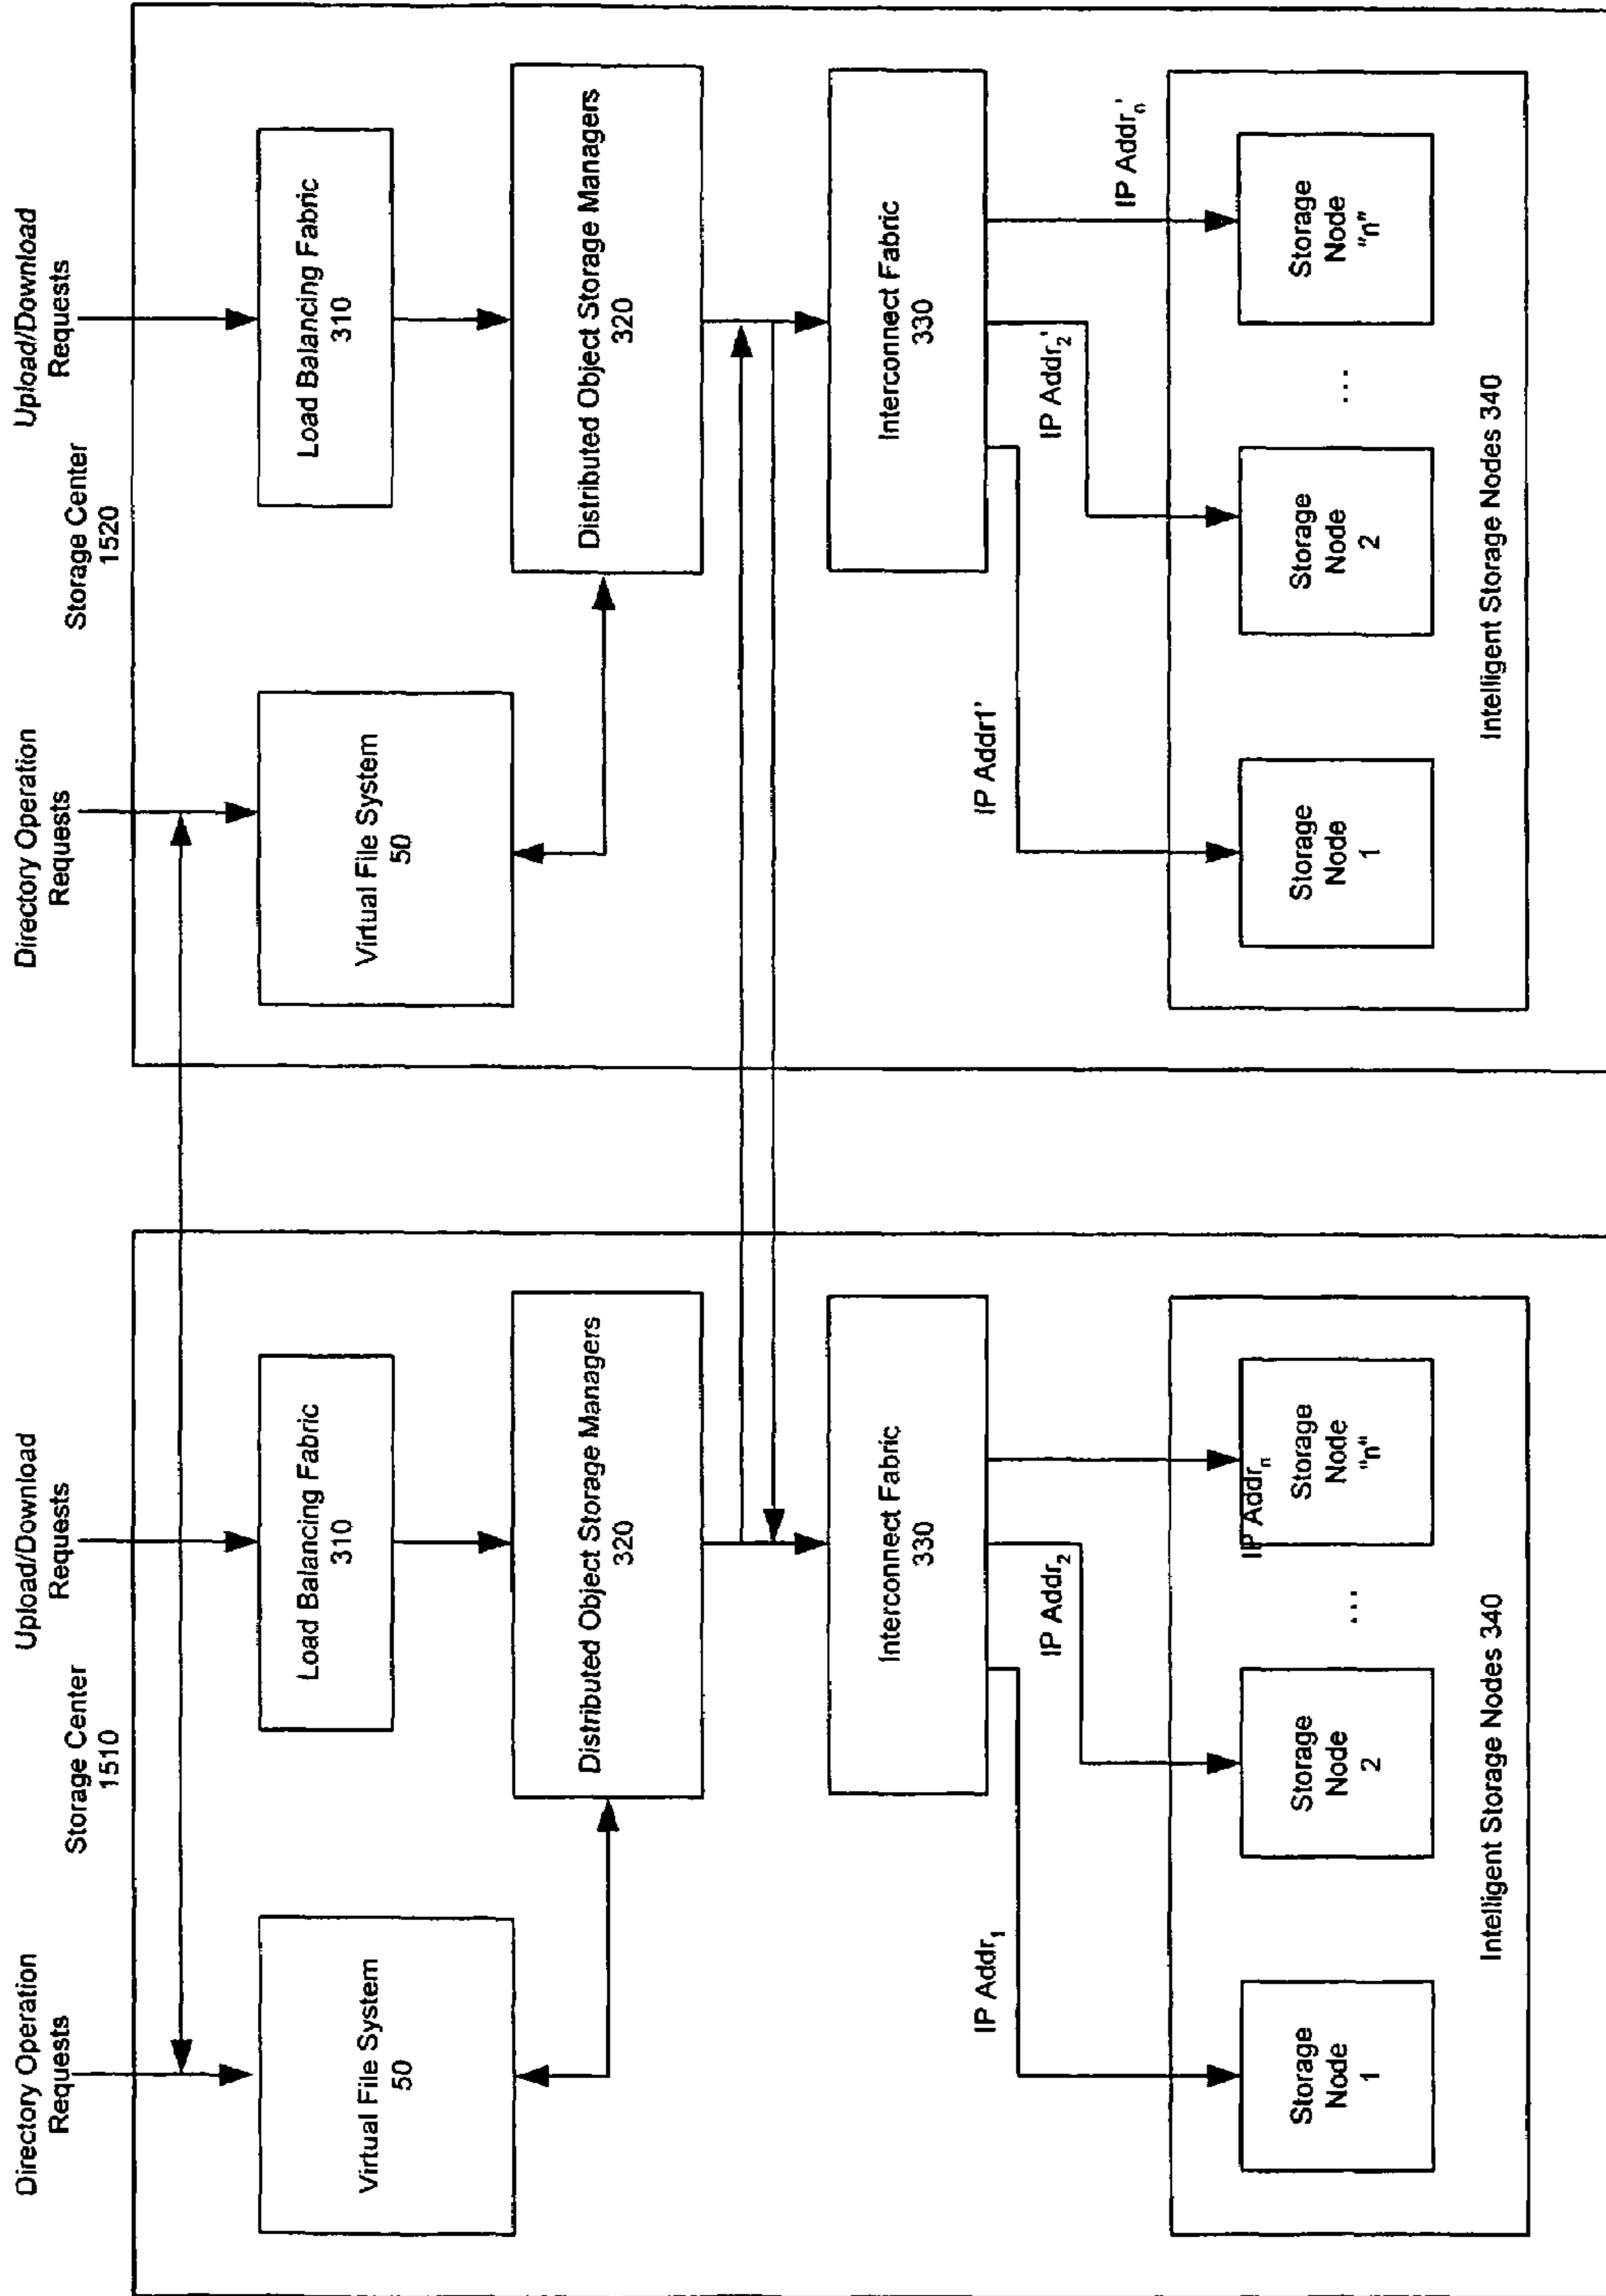 Directory Operation
Requests
Storage Center
1510
Upload/Download
Requests
Virtual File System
50
Load Balancing Fabric
310
Distributed Object Storage Managers
320
Interconnect Fabric
330
IP Addr1
IP Addr2
IP Addrn
Storage
Node
1
Storage
Node
2
...
Storage
Node
"n"
Intelligent Storage Nodes 340
Directory Operation
Requests
Storage Center
1520
Upload/Download
Requests
Virtual File System
50
Load Balancing Fabric
310
Distributed Object Storage Managers
320
Interconnect Fabric
330
IP Addr1'
IP Addr2'
IP Addrn'
Storage
Node
1
Storage
Node
2
...
Storage
Node
"n"
Intelligent Storage Nodes 340